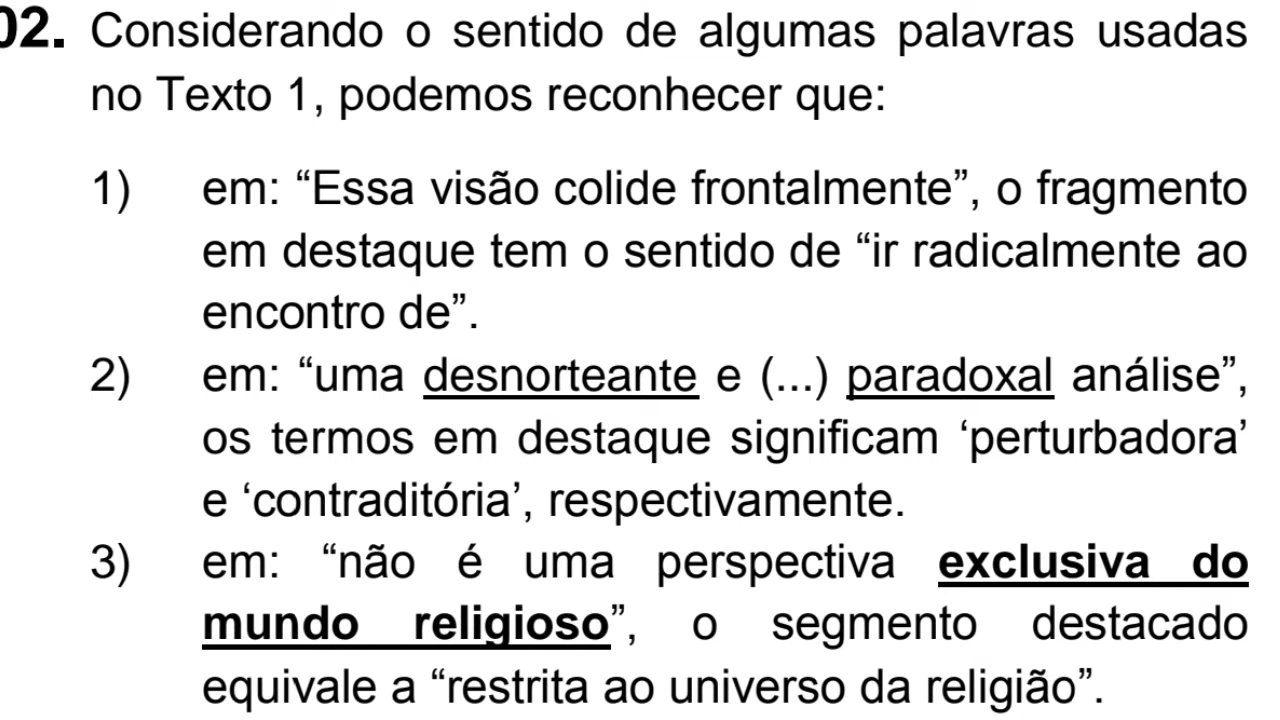 02. Considerando o sentido de algumas palavras usadas
no Texto 1, podemos reconhecer que:
1) em: “Essa visão colide frontalmente”, o fragmento
em destaque tem o sentido de “ir radicalmente ao
encontro de”.
2) em: “uma desnorteante e (...) paradoxal análise”,
os termos em destaque significam ‘perturbadora’
e ‘contraditória’, respectivamente.
3) em: “não é uma perspectiva exclusiva do
mundo religioso”, o segmento destacado
equivale a “restrita ao universo da religião”.